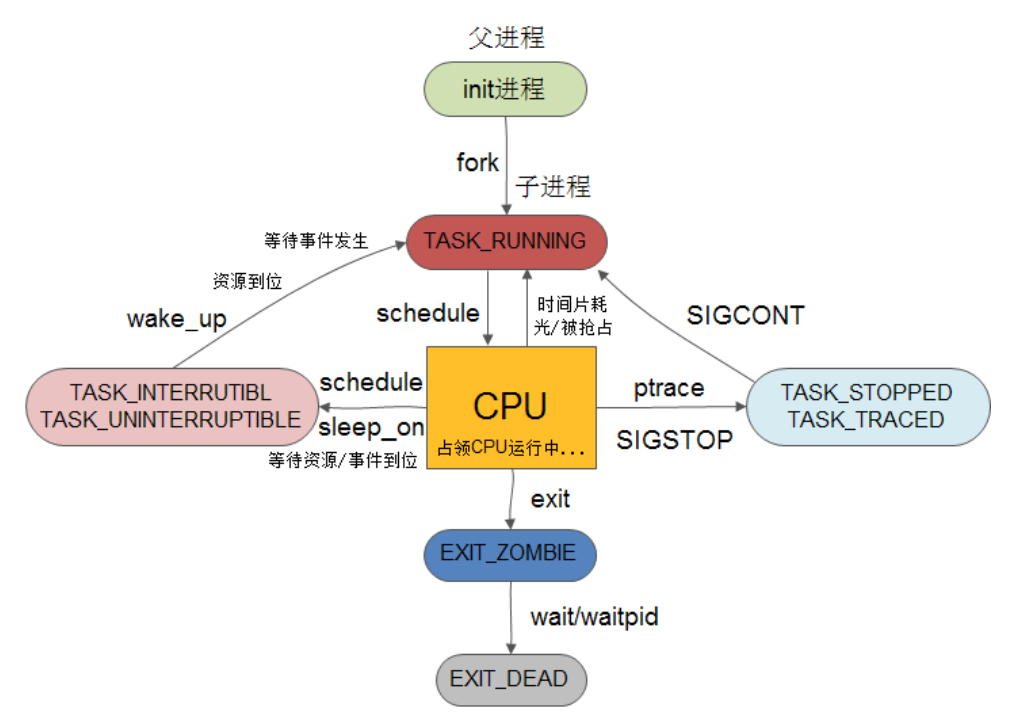 父进程
init进程
fork
子进程
TASK_RUNNING
等待事件发生
资源到位
wake_up
schedule
时间片耗
光/被抢占
SIGCONT
TASK_INTERRUTIBL
TASK_UNINTERRUPTIBLE
schedule
sleep_on
等待资源/事件到位
CPU
占领CPU运行中...
ptrace
SIGSTOP
TASK_STOPPED
TASK_TRACED
exit
EXIT_ZOMBIE
wait/waitpid
EXIT_DEAD